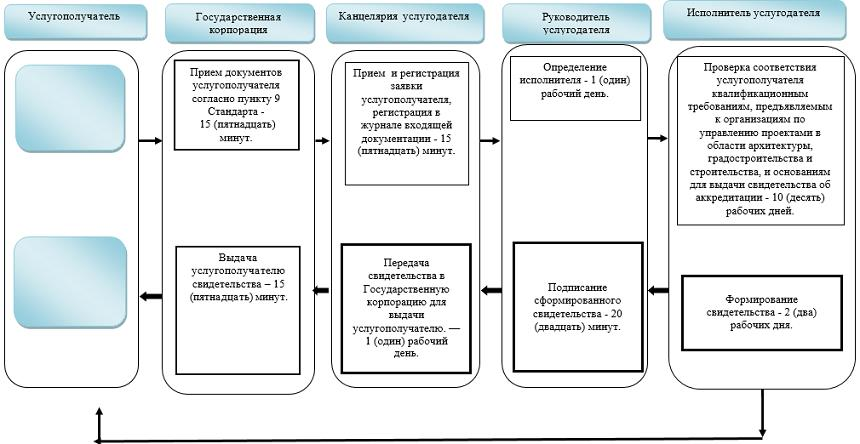 Услугополучатель
Государственная
корпорация
Канцелярия услугодателя
Руководитель
услугодателя
Исполнитель услугодателя
Прием документов
услугополучателя
согласно пункту 9
Стандарта -
15 (пятнадцать)
минут.
Прием и регистрация
заявки
услугополучателя,
регистрация в
журнале входящей
документации - 15
(пятнадцать) минут.
Определение
исполнителя - 1 (один)
рабочий день.
Проверка соответствия
услугополучателя
квалификационным
требованиям, предъявляемым
к организациям по
управлению проектами в
области архитектуры,
градостроительства и
строительства, и основаниям
для выдачи свидетельства об
аккредитации - 10 (десять)
рабочих дней.
Выдача
услугополучателю
свидетельства – 15
(пятнадцать) минут.
Передача
свидетельства в
Государственную
корпорацию для
выдачи
услугополучателю. —
1 (один) рабочий
день.
Подписание
сформированного
свидетельства - 20
(двадцать) минут.
Формирование
свидетельства - 2 (два)
рабочих дня.